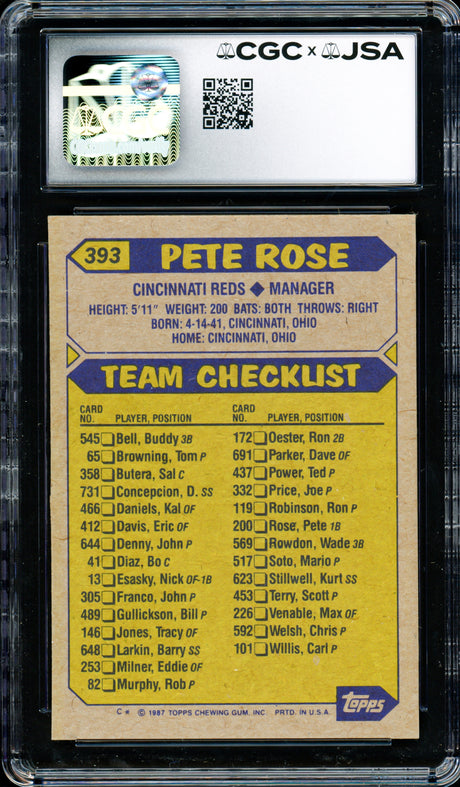 CGC x JSA
393 PETE ROSE
CINCINNATI REDS ◆ MANAGER
HEIGHT: 5'11" WEIGHT: 200 BATS: BOTH THROWS: RIGHT
BORN: 4-14-41, CINCINNATI, OHIO
HOME: CINCINNATI, OHIO
TEAM CHECKLIST
CARD NO. PLAYER, POSITION
545 Bell, Buddy 3B
65 Browning, Tom P
358 Butera, Sal C
731 Concepcion, D. SS
466 Daniels, Kal OF
412 Davis, Eric OF
644 Denny, John P
41 Diaz, Bo C
13 Esasky, Nick OF-1B
305 Franco, John P
489 Gullickson, Bill P
146 Jones, Tracy OF
648 Larkin, Barry SS
253 Milner, Eddie OF
82 Murphy, Rob P
CARD NO. PLAYER, POSITION
172 Oester, Ron 2B
691 Parker, Dave OF
437 Power, Ted P
332 Price, Joe P
119 Robinson, Ron P
200 Rose, Pete 1B
569 Rowdon, Wade 3B
517 Soto, Mario P
623 Stillwell, Kurt SS
453 Terry, Scott P
226 Venable, Max OF
592 Welsh, Chris P
101 Willis, Carl P
topps
C* © 1987 TOPPS CHEWING GUM, INC. PRTD. IN U.S.A.